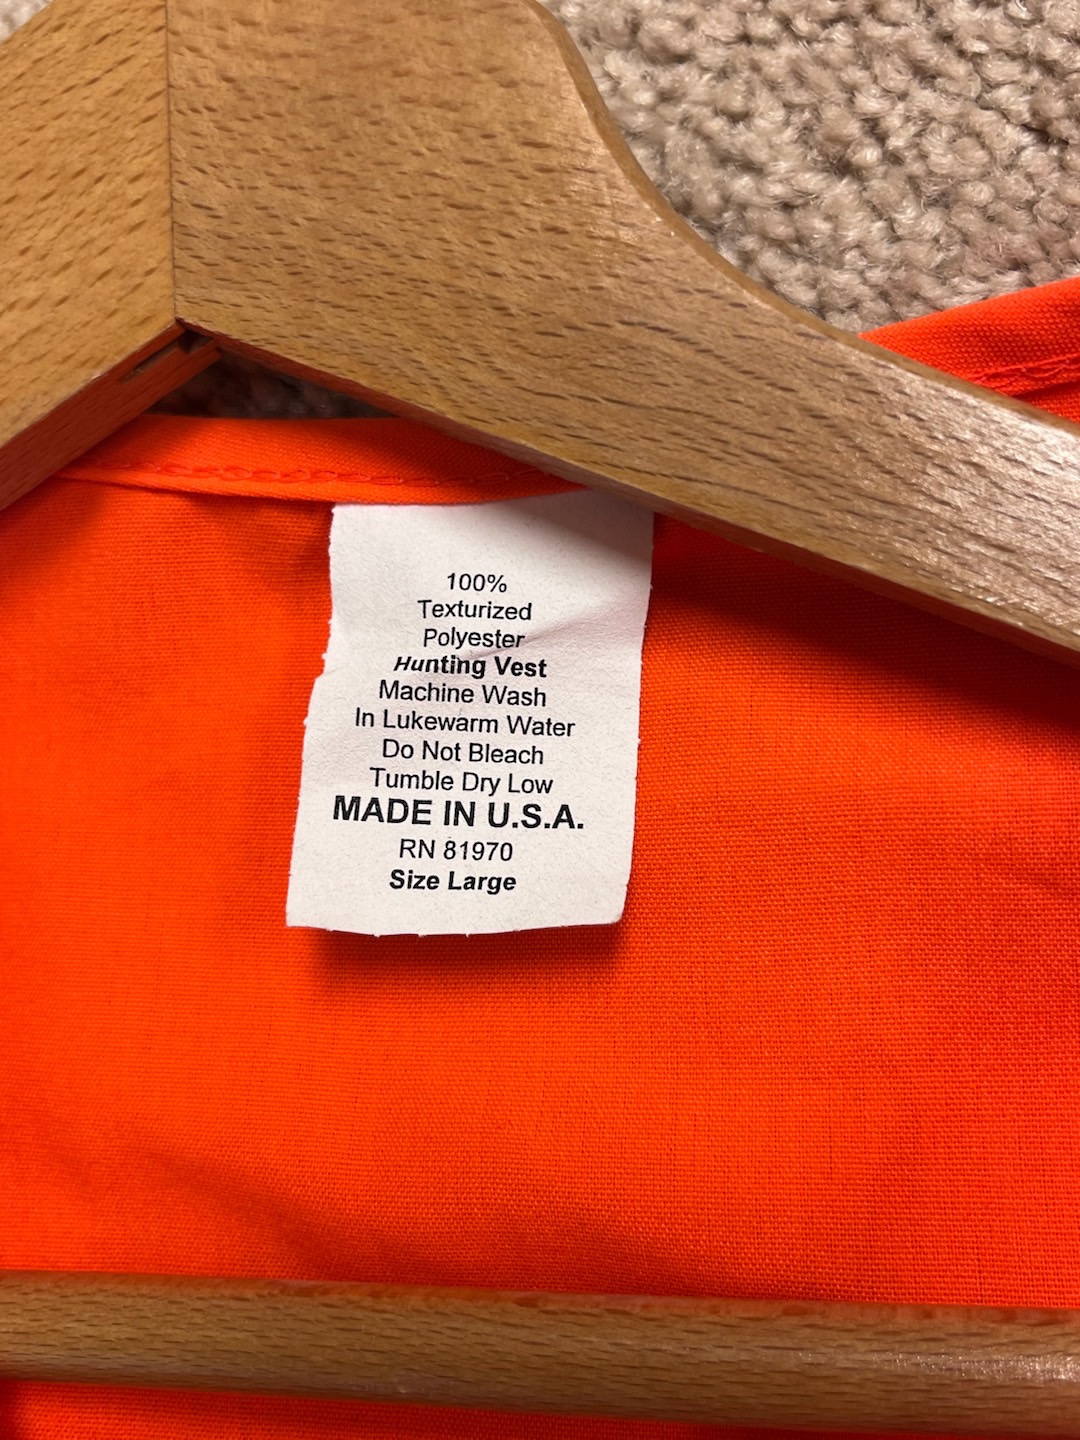 100%
Texturized
Polyester
Hunting Vest
Machine Wash
In Lukewarm Water
Do Not Bleach
Tumble Dry Low
MADE IN U.S.A.
RN 81970
Size Large